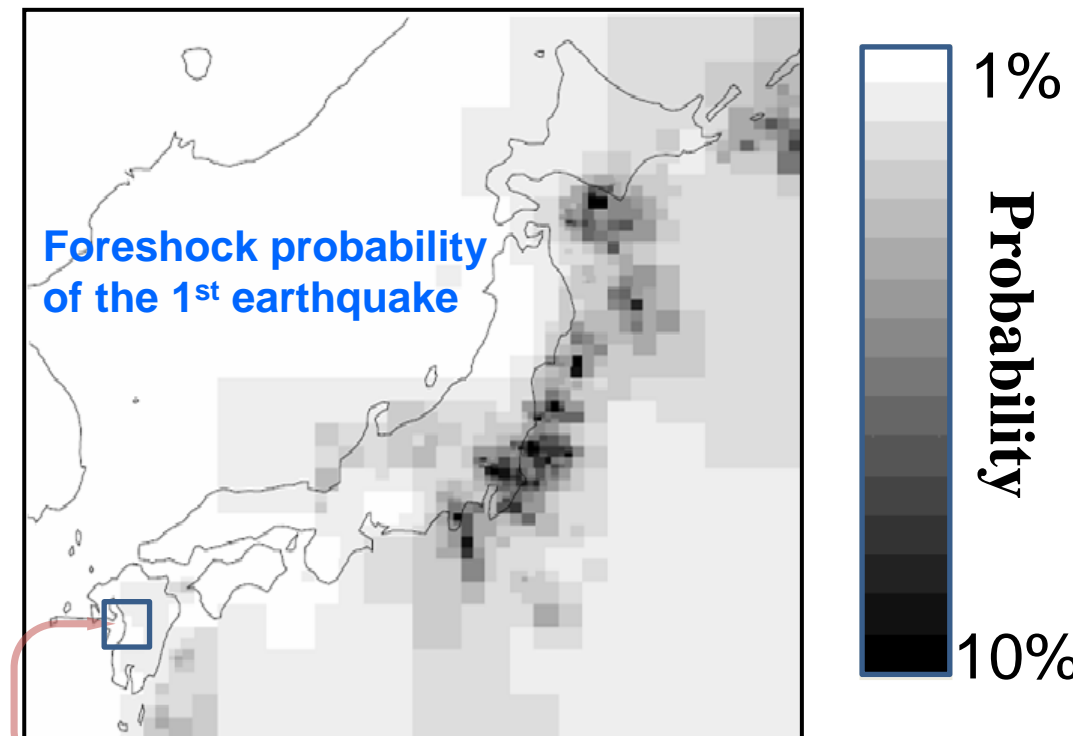 Foreshock probability
of the 1st earthquake
1%
Probability
10%